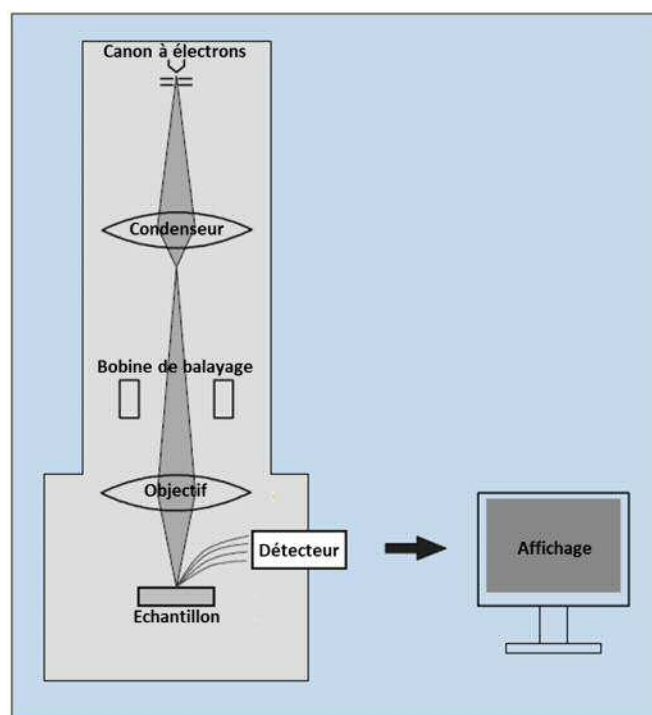 Canon à électrons
Condenseur
Bobine de balayage
Objectif
Détecteur
Affichage
Echantillon